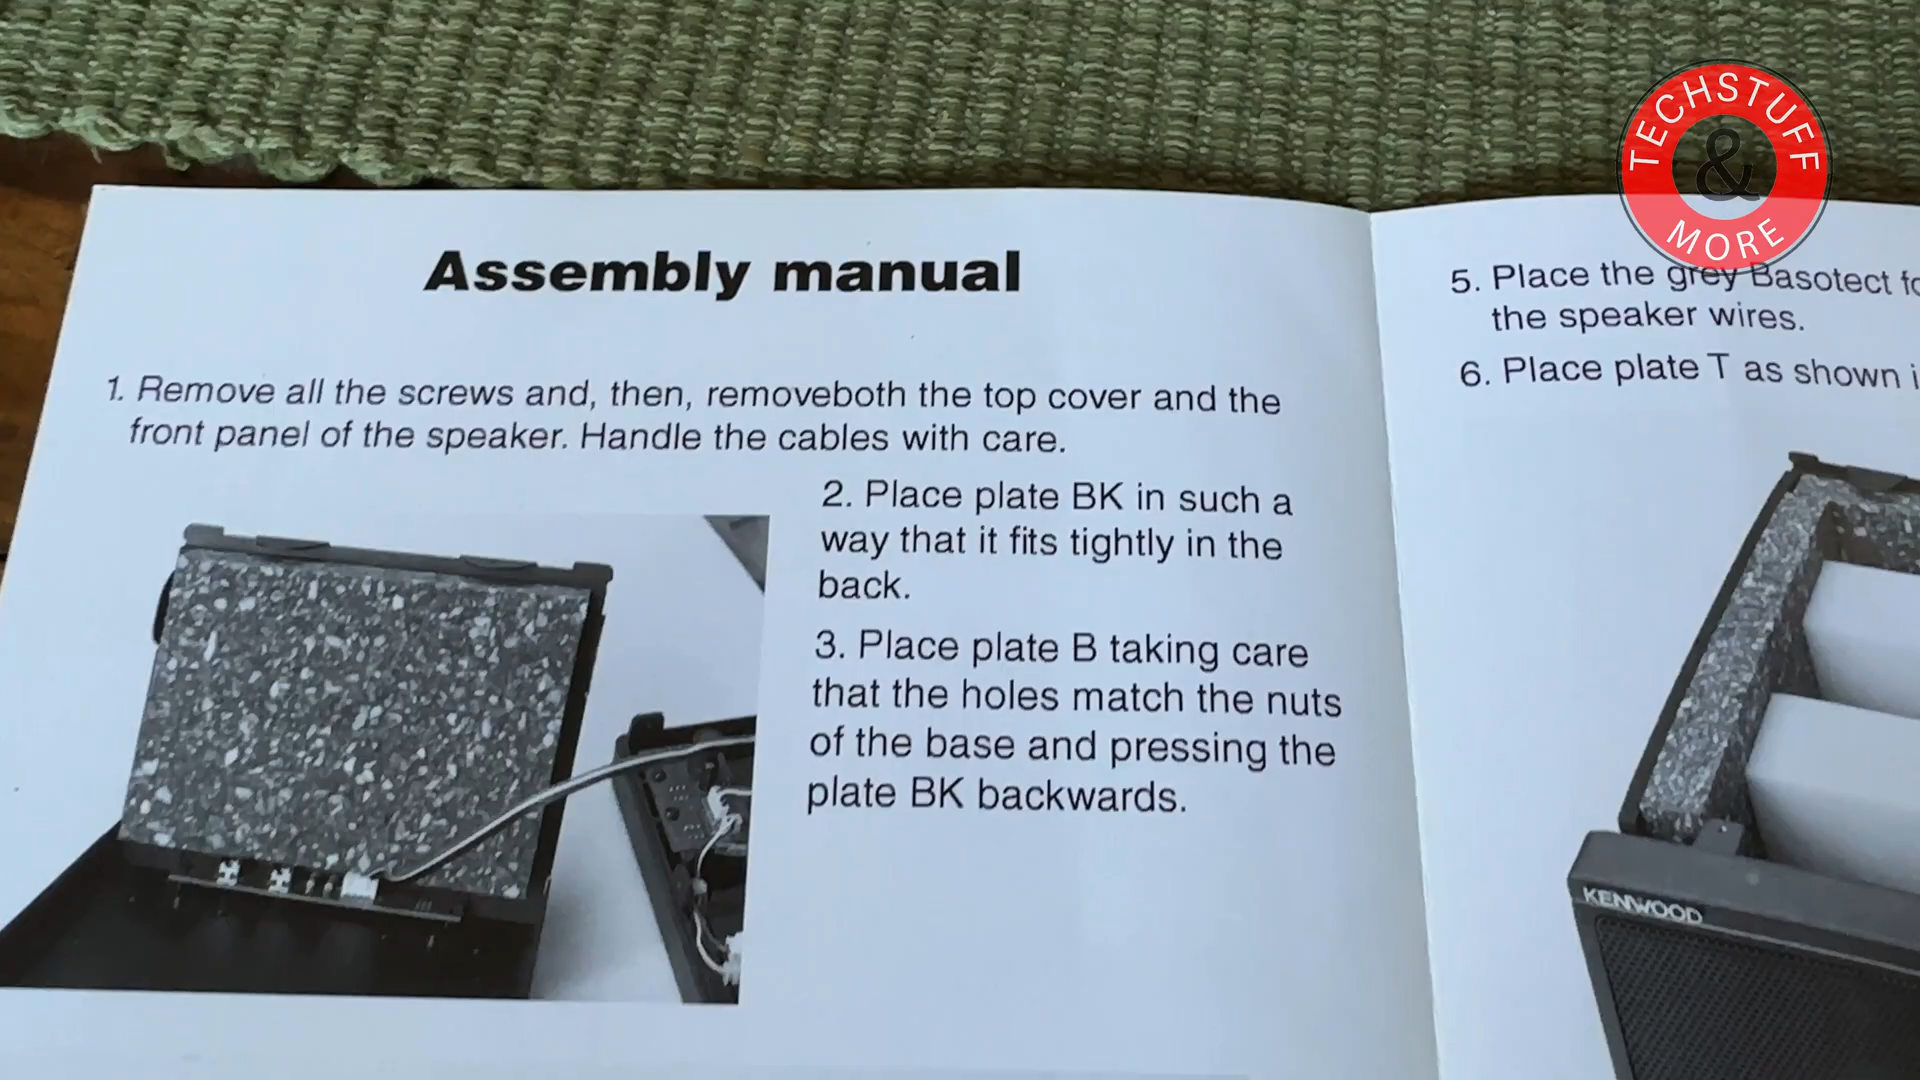 Assembly manual
1. Remove all the screws and, then, removeboth the top cover and the
front panel of the speaker. Handle the cables with care.
2. Place plate BK in such a
way that it fits tightly in the
back.
3. Place plate B taking care
that the holes match the nuts
of the base and pressing the
plate BK backwards.
5. Place the grey Basotect
the speaker wires.
6. Place plate T as shown
KENWOOD
TECHSTUFF
&
MORE